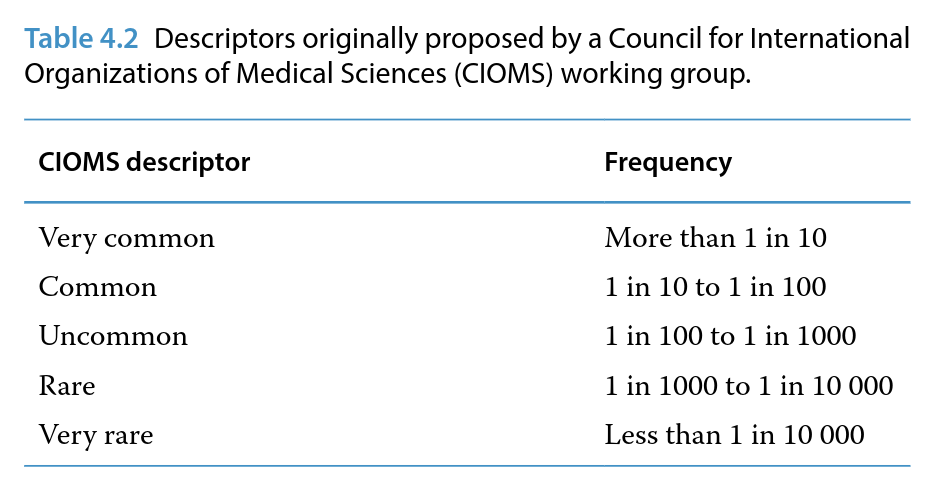 Table 4.2 Descriptors originally proposed by a Council for International
Organizations of Medical Sciences (CIOMS) working group.
CIOMS descriptor Frequency
Very common More than 1 in 10
Common 1 in 10 to 1 in 100
Uncommon 1 in 100 to 1 in 1000
Rare 1 in 1000 to 1 in 10 000
Very rare Less than 1 in 10 000